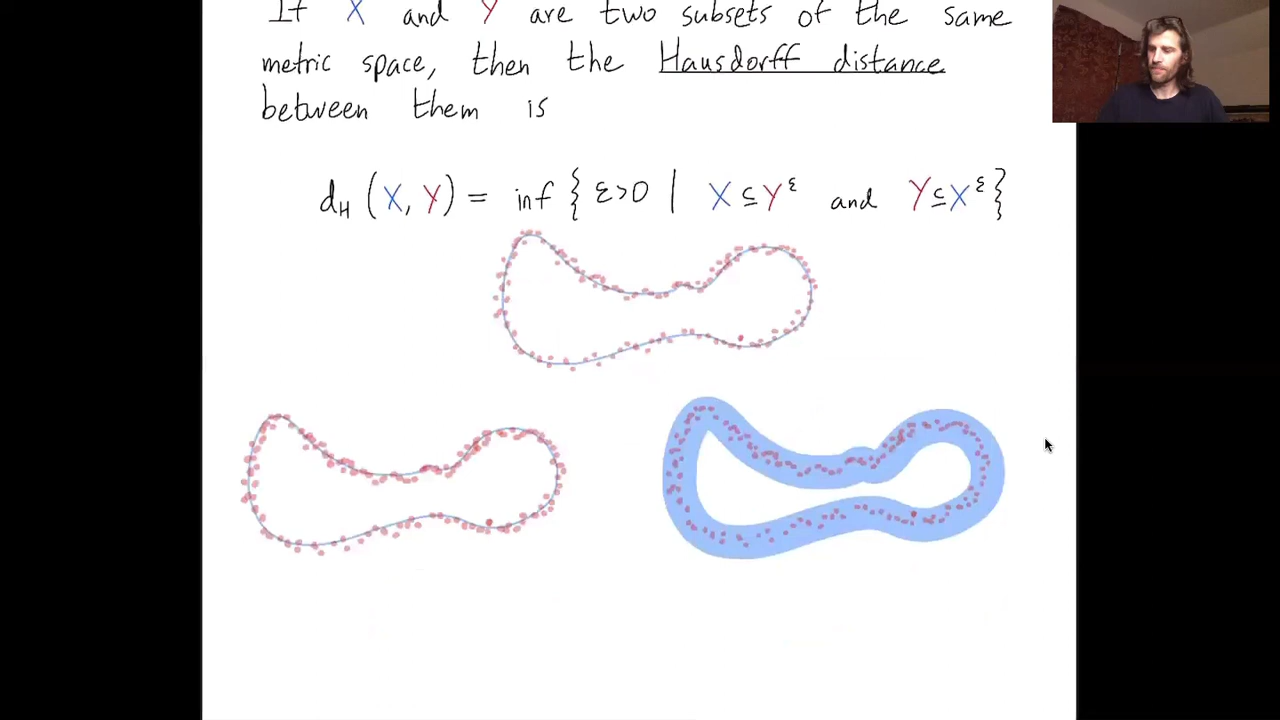 If X and Y are two subsets of the same
metric space, then the Hausdorff distance
between them is
d_H (X, Y) = inf { ε>0 | X ⊆ Y^ε and Y ⊆ X^ε }